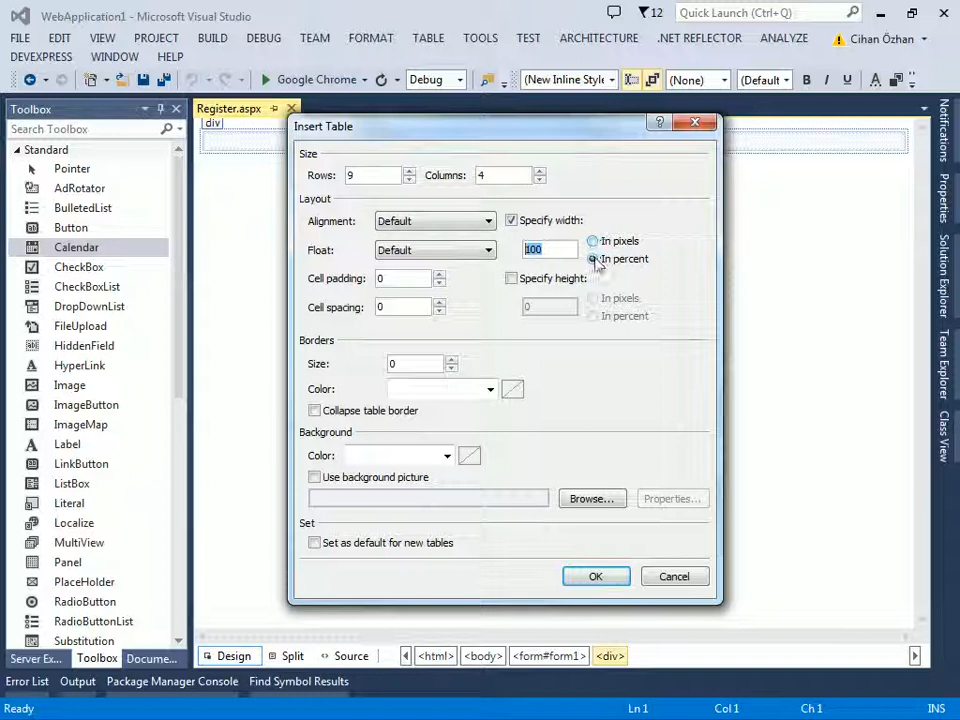 WebApplication1 - Microsoft Visual Studio
12
Quick Launch (Ctrl+Q)
FILE EDIT VIEW PROJECT BUILD DEBUG TEAM FORMAT TABLE TOOLS TEST ARCHITECTURE .NET REFLECTOR ANALYZE Cihan Özhan
DEVEXPRESS WINDOW HELP
Google Chrome Debug (New Inline Style (None) (Default B I U A
Toolbox
Register.aspx
div
Search Toolbox
Standard
Pointer
AdRotator
BulletedList
Button
Calendar
CheckBox
CheckBoxList
DropDownList
FileUpload
HiddenField
HyperLink
Image
ImageButton
ImageMap
Label
LinkButton
ListBox
Literal
Localize
MultiView
Panel
PlaceHolder
RadioButton
RadioButtonList
Substitution
Insert Table
?
Size
Rows: 9 Columns: 4
Layout
Alignment: Default Specify width:
Float: Default 100 In pixels
In percent
Cell padding: 0 Specify height:
Cell spacing: 0 0 In pixels
In percent
Borders
Size: 0
Color:
Collapse table border
Background
Color:
Use background picture
Browse... Properties...
Set
Set as default for new tables
OK Cancel
Notifications
Properties
Solution Explorer
Team Explorer
Class View
Design Split Source <html> <body> <form#form1> <div>
Server Ex... Toolbox Docume...
Error List Output Package Manager Console Find Symbol Results
Ready Ln 1 Col 1 Ch 1 INS